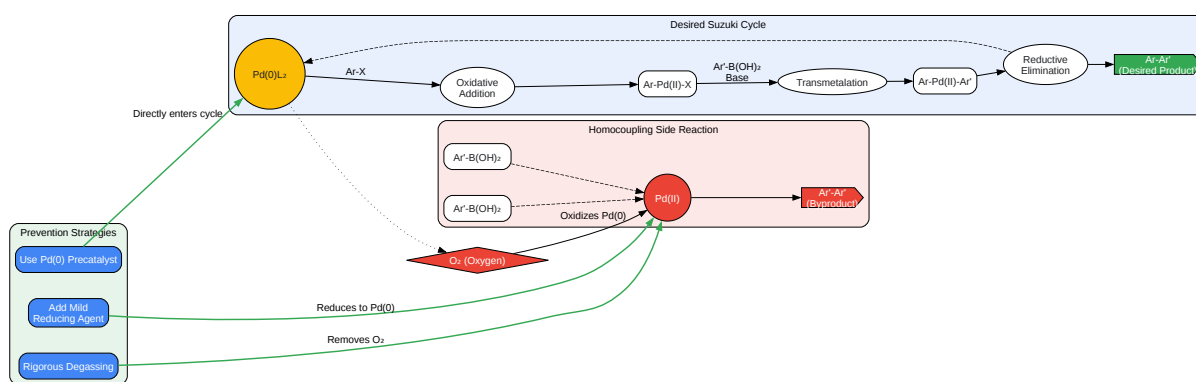 Desired Suzuki Cycle
Pd(0)L₂
Ar-X
Oxidative
Addition
Ar-Pd(II)-X
Ar'-B(OH)₂
Base
Transmetalation
Ar-Pd(II)-Ar'
Reductive
Elimination
Ar-Ar'
(Desired Product)
Directly enters cycle
Homocoupling Side Reaction
Ar'-B(OH)₂
Ar'-B(OH)₂
Pd(II)
Ar'-Ar'
(Byproduct)
Oxidizes Pd(0)
O₂ (Oxygen)
Prevention Strategies
Use Pd(0) Precatalyst
Add Mild
Reducing Agent
Reduces to Pd(0)
Removes O₂
Rigorous Degassing